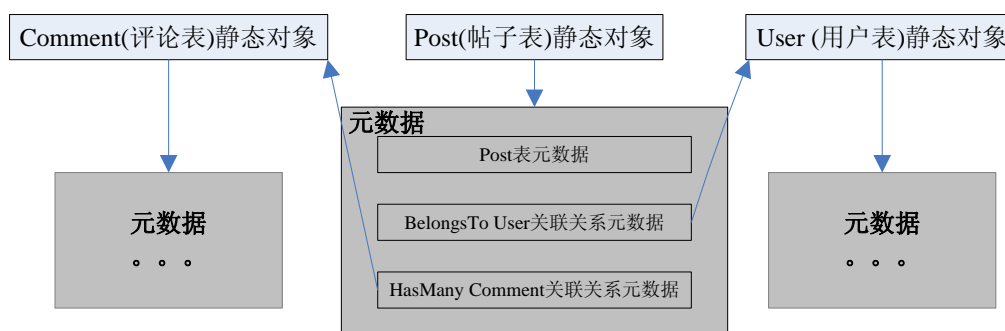 Comment(评论表)静态对象
Post(帖子表)静态对象
User (用户表)静态对象
元数据
Post表元数据
BelongsTo User关联关系元数据
HasMany Comment关联关系元数据
元数据
。。。
元数据
。。。